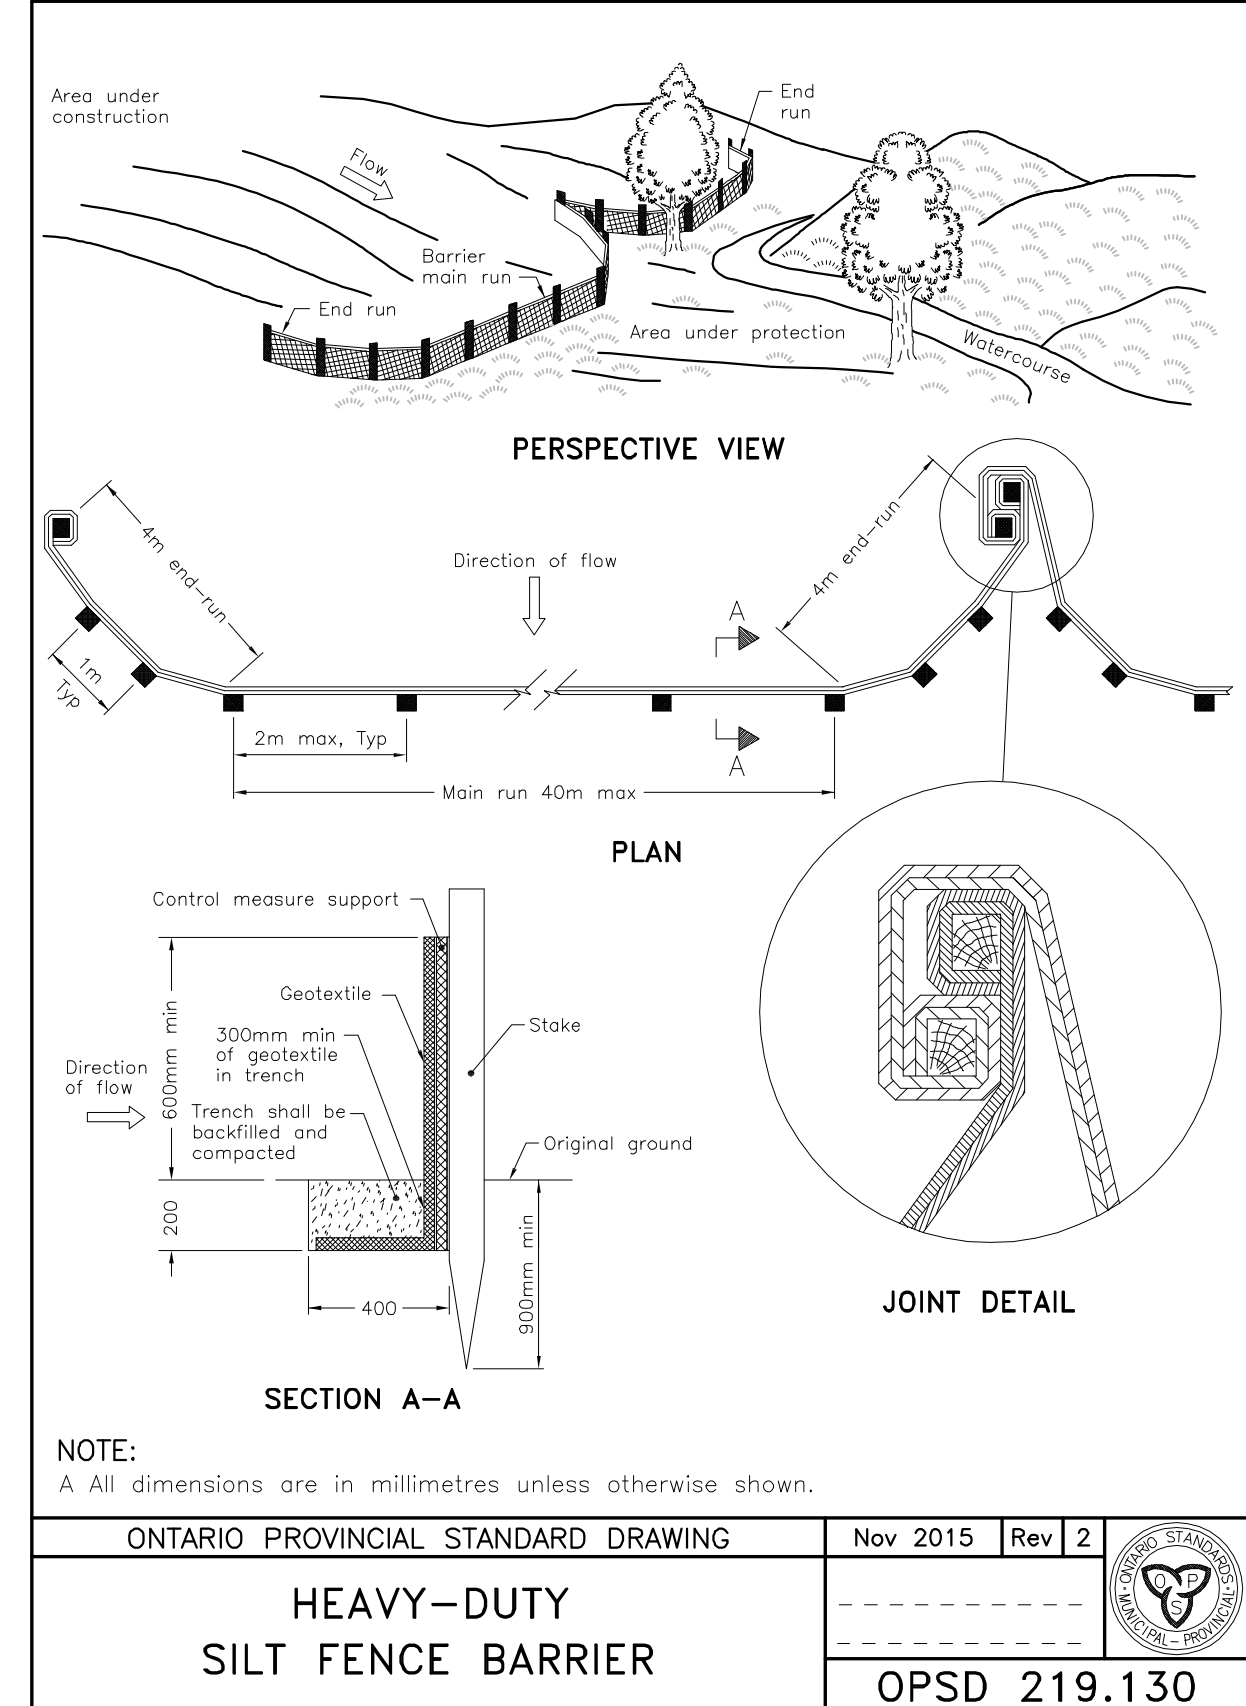 Area under
construction
Flow
End
run
Barrier
main run
End run
Area under protection
Watercourse
PERSPECTIVE VIEW
4m end-run
Direction of flow
4m end-run
A
1m
Typ
2m max, Typ
A
Main run 40m max
PLAN
Control measure support
Geotextile
300mm min
of geotextile
in trench
Stake
Direction
of flow
600mm min
Trench shall be
backfilled and
compacted
Original ground
200
400
900mm min
SECTION A-A
JOINT DETAIL
NOTE:
A All dimensions are in millimetres unless otherwise shown.
ONTARIO PROVINCIAL STANDARD DRAWING
Nov 2015
Rev
2
HEAVY-DUTY
SILT FENCE BARRIER
ONTARIO STANDARDS
MUNICIPAL - PROVINCIAL
O P
S
OPSD 219.130